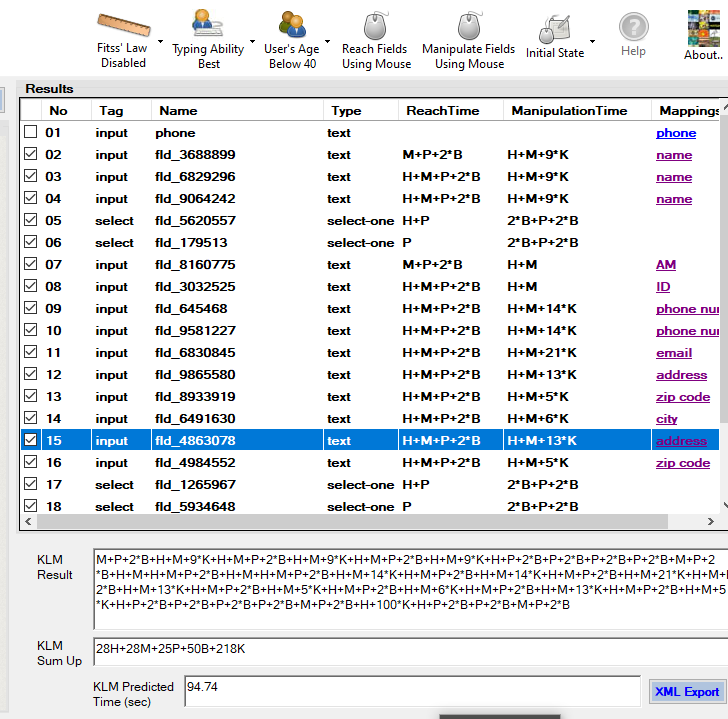 Fitss' Law Disabled
Typing Ability Best
User's Age Below 40
Reach Fields Using Mouse
Manipulate Fields Using Mouse
Initial State
Help
About..
Results
No Tag Name Type ReachTime ManipulationTime Mappings
01 input phone text phone
02 input fld_3688899 text M+P+2*B H+M+9*K name
03 input fld_6829296 text H+M+P+2*B H+M+9*K name
04 input fld_9064242 text H+M+P+2*B H+M+9*K name
05 select fld_5620557 select-one H+P 2*B+P+2*B
06 select fld_179513 select-one P 2*B+P+2*B
07 input fld_8160775 text M+P+2*B H+M AM
08 input fld_3032525 text H+M+P+2*B H+M ID
09 input fld_645468 text H+M+P+2*B H+M+14*K phone nu
10 input fld_9581227 text H+M+P+2*B H+M+14*K phone nu
11 input fld_6830845 text H+M+P+2*B H+M+21*K email
12 input fld_9865580 text H+M+P+2*B H+M+13*K address
13 input fld_8933919 text H+M+P+2*B H+M+5*K zip code
14 input fld_6491630 text H+M+P+2*B H+M+6*K city
15 input fld_4863078 text H+M+P+2*B H+M+13*K address
16 input fld_4984552 text H+M+P+2*B H+M+5*K zip code
17 select fld_1265967 select-one H+P 2*B+P+2*B
18 select fld_5934648 select-one P 2*B+P+2*B
KLM Result
M+P+2*B+H+M+9*K+H+M+P+2*B+H+M+9*K+H+M+P+2*B+H+M+9*K+H+P+2*B+P+2*B+P+2*B+P+2*B+M+P+2
*B+H+M+H+M+P+2*B+H+M+H+M+P+2*B+H+M+14*K+H+M+P+2*B+H+M+14*K+H+M+P+2*B+H+M+21*K+H+M+
2*B+H+M+13*K+H+M+P+2*B+H+M+5*K+H+M+P+2*B+H+M+6*K+H+M+P+2*B+H+M+13*K+H+M+P+2*B+H+M+5
*K+H+P+2*B+P+2*B+P+2*B+P+2*B+M+P+2*B+H+100*K+H+P+2*B+P+2*B+M+P+2*B
KLM Sum Up
28H+28M+25P+50B+218K
KLM Predicted Time (sec)
94.74
XML Export